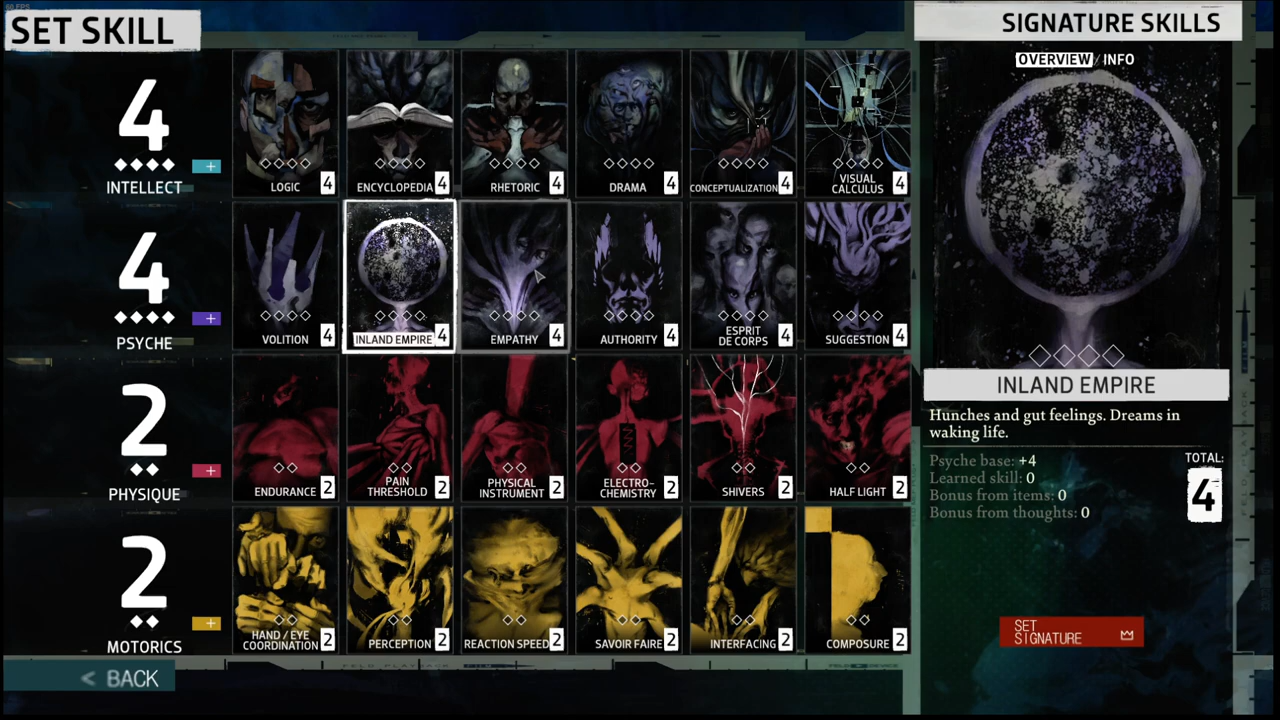 60 FPS
SET SKILL
SIGNATURE SKILLS
OVERVIEW / INFO
4
INTELLECT
+
LOGIC 4
ENCYCLOPEDIA 4
RHETORIC 4
DRAMA 4
CONCEPTUALIZATION 4
VISUAL
CALCULUS 4
4
PSYCHE
+
VOLITION 4
INLAND EMPIRE 4
EMPATHY 4
AUTHORITY 4
ESPRIT
DE CORPS 4
SUGGESTION 4
2
PHYSIQUE
+
ENDURANCE 2
PAIN
THRESHOLD 2
PHYSICAL
INSTRUMENT 2
ELECTRO-
CHEMISTRY 2
SHIVERS 2
HALF LIGHT 2
2
MOTORICS
+
HAND / EYE
COORDINATION 2
PERCEPTION 2
REACTION SPEED 2
SAVOIR FAIRE 2
INTERFACING 2
COMPOSURE 2
INLAND EMPIRE
Hunches and gut feelings. Dreams in
waking life.
Psyche base: +4
Learned skill: 0
Bonus from items: 0
Bonus from thoughts: 0
TOTAL:
4
SET
SIGNATURE
< BACK
FIELD PLAYBACK